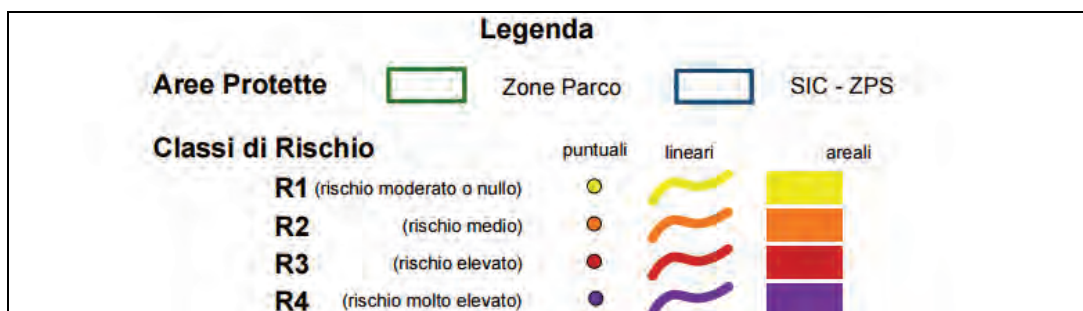 Legenda
Aree Protette Zone Parco SIC - ZPS
Classi di Rischio puntuali lineari areali
R1 (rischio moderato o nullo)
R2 (rischio medio)
R3 (rischio elevato)
R4 (rischio molto elevato)